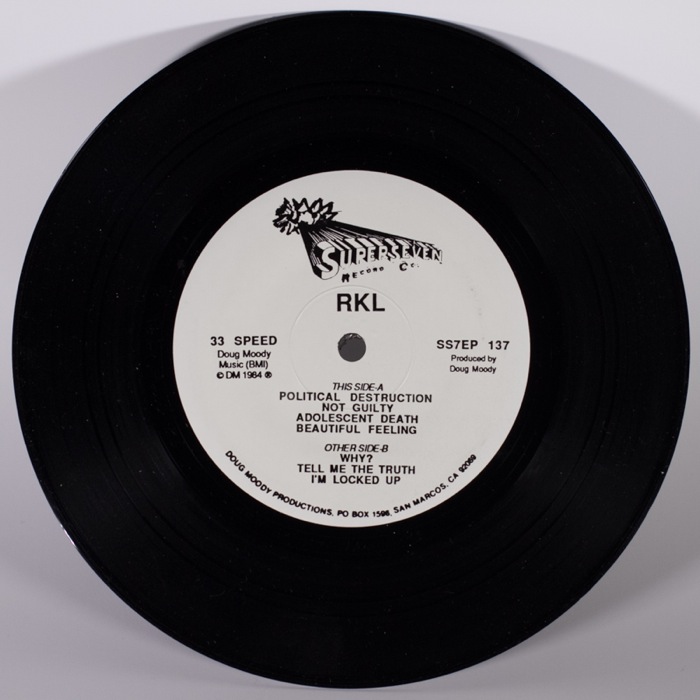 SUPERSEVEN
RECORD CO.
RKL
33 SPEED
Doug Moody
Music (BMI)
© DM 1984 ®
SS7EP 137
Produced by
Doug Moody
THIS SIDE-A
POLITICAL DESTRUCTION
NOT GUILTY
ADOLESCENT DEATH
BEAUTIFUL FEELING
OTHER SIDE-B
WHY?
TELL ME THE TRUTH
I'M LOCKED UP
DOUG MOODY PRODUCTIONS, PO BOX 1596, SAN MARCOS, CA 92069